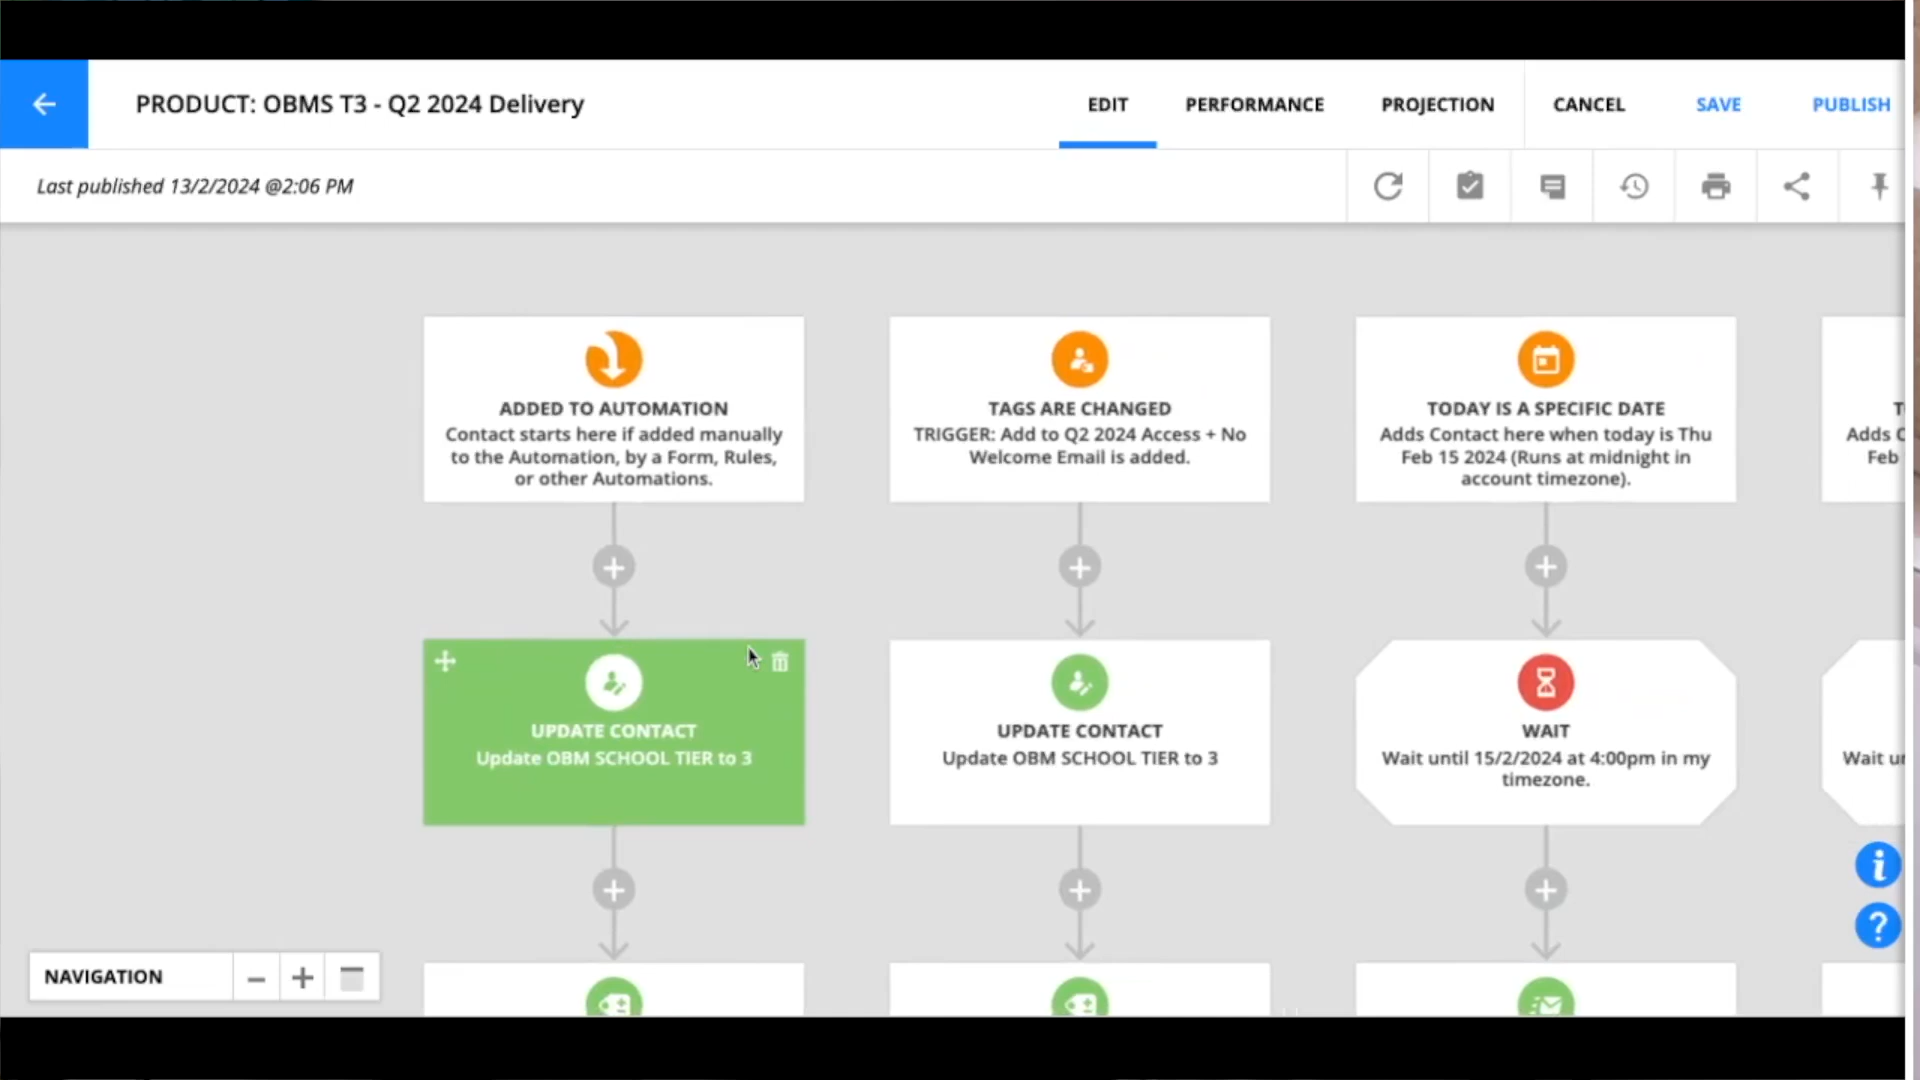 PRODUCT: OBMS T3 - Q2 2024 Delivery
EDIT
PERFORMANCE
PROJECTION
CANCEL
SAVE
PUBLISH
Last published 13/2/2024 @2:06 PM
ADDED TO AUTOMATION
Contact starts here if added manually
to the Automation, by a Form, Rules,
or other Automations.
TAGS ARE CHANGED
TRIGGER: Add to Q2 2024 Access + No
Welcome Email is added.
TODAY IS A SPECIFIC DATE
Adds Contact here when today is Thu
Feb 15 2024 (Runs at midnight in
account timezone).
Adds
Feb
UPDATE CONTACT
Update OBM SCHOOL TIER to 3
UPDATE CONTACT
Update OBM SCHOOL TIER to 3
WAIT
Wait until 15/2/2024 at 4:00pm in my
timezone.
Wait
NAVIGATION